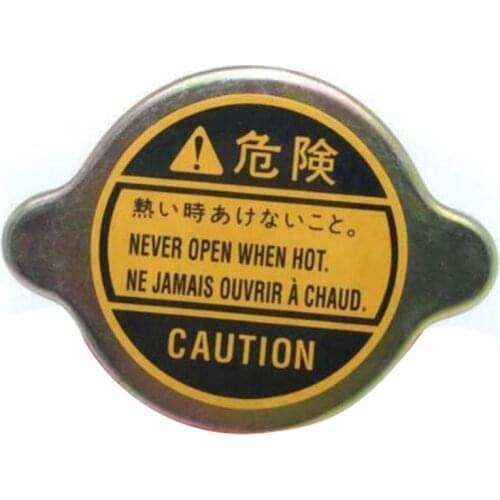 危険
熱い時あけないこと。
NEVER OPEN WHEN HOT.
NE JAMAIS OUVRIR À CHAUD.
CAUTION